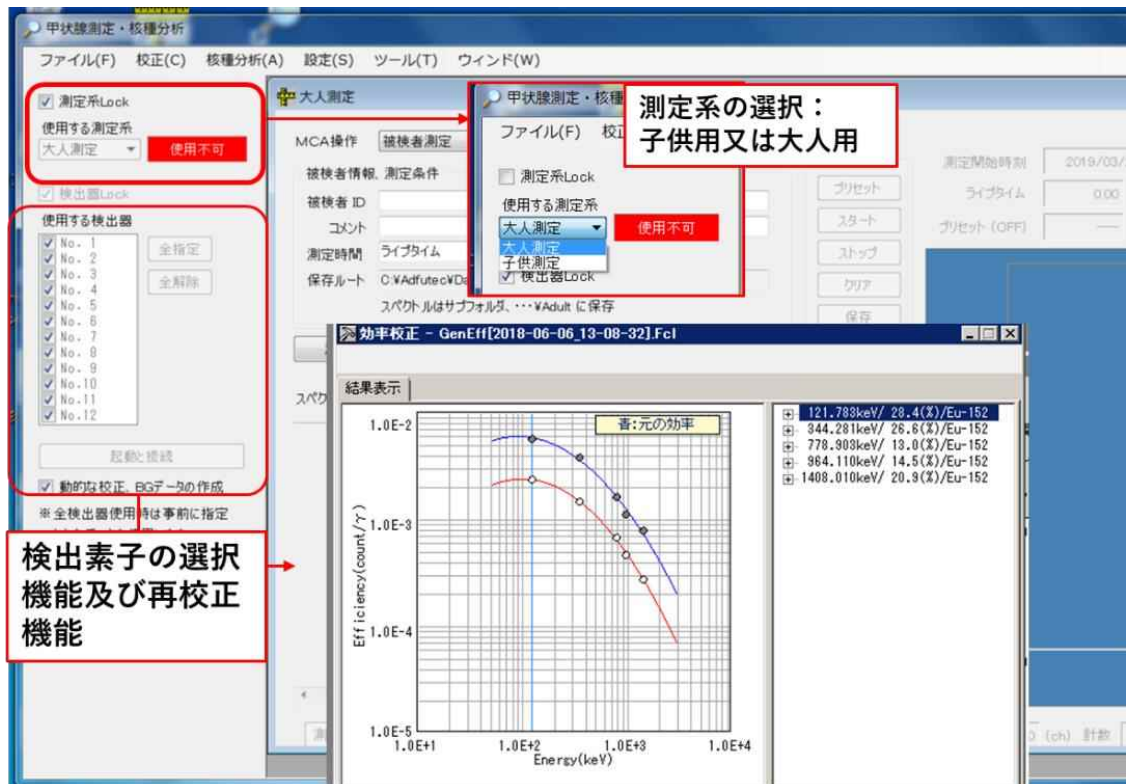 甲状腺測定・核種分析
ファイル(F) 校正(C) 核種分析(A) 設定(S) ツール(T) ウィンド(W)
測定系Lock
使用する測定系
大人測定
使用不可
検出器Lock
使用する検出器
No. 1
No. 2
No. 3
No. 4
No. 5
No. 6
No. 7
No. 8
No. 9
No.10
No.11
No.12
全指定
全解除
起動と接続
動的な校正、BGデータの作成
※全検出器使用時は事前に指定
検出素子の選択
機能及び再校正
機能
大人測定
MCA操作 被検者測定
被検者情報、測定条件
被検者 ID
コメント
測定時間 ライブタイム
保存ルート C:¥Adfutec¥Da
スペクトルはサブフォルダ、・・・¥Adult に保存
甲状腺測定・核種
ファイル(F) 校正
測定系Lock
使用する測定系
大人測定
使用不可
大人測定
子供測定
検出器Lock
測定系の選択：
子供用又は大人用
プリセット
スタート
ストップ
クリア
保存
測定開始時刻 2019/03/
ライブタイム 0.00
プリセット (OFF)
効率校正 - GenEff[2018-06-06_13-08-32].Fcl
結果表示
青:元の効率
1.0E-2
1.0E-3
1.0E-4
1.0E-5
Efficiency(count/γ)
1.0E+1 1.0E+2 1.0E+3 1.0E+4
Energy(keV)
121.783keV/ 28.4(%)/Eu-152
344.281keV/ 26.6(%)/Eu-152
778.903keV/ 13.0(%)/Eu-152
964.110keV/ 14.5(%)/Eu-152
1408.010keV/ 20.9(%)/Eu-152
(ch) 計数